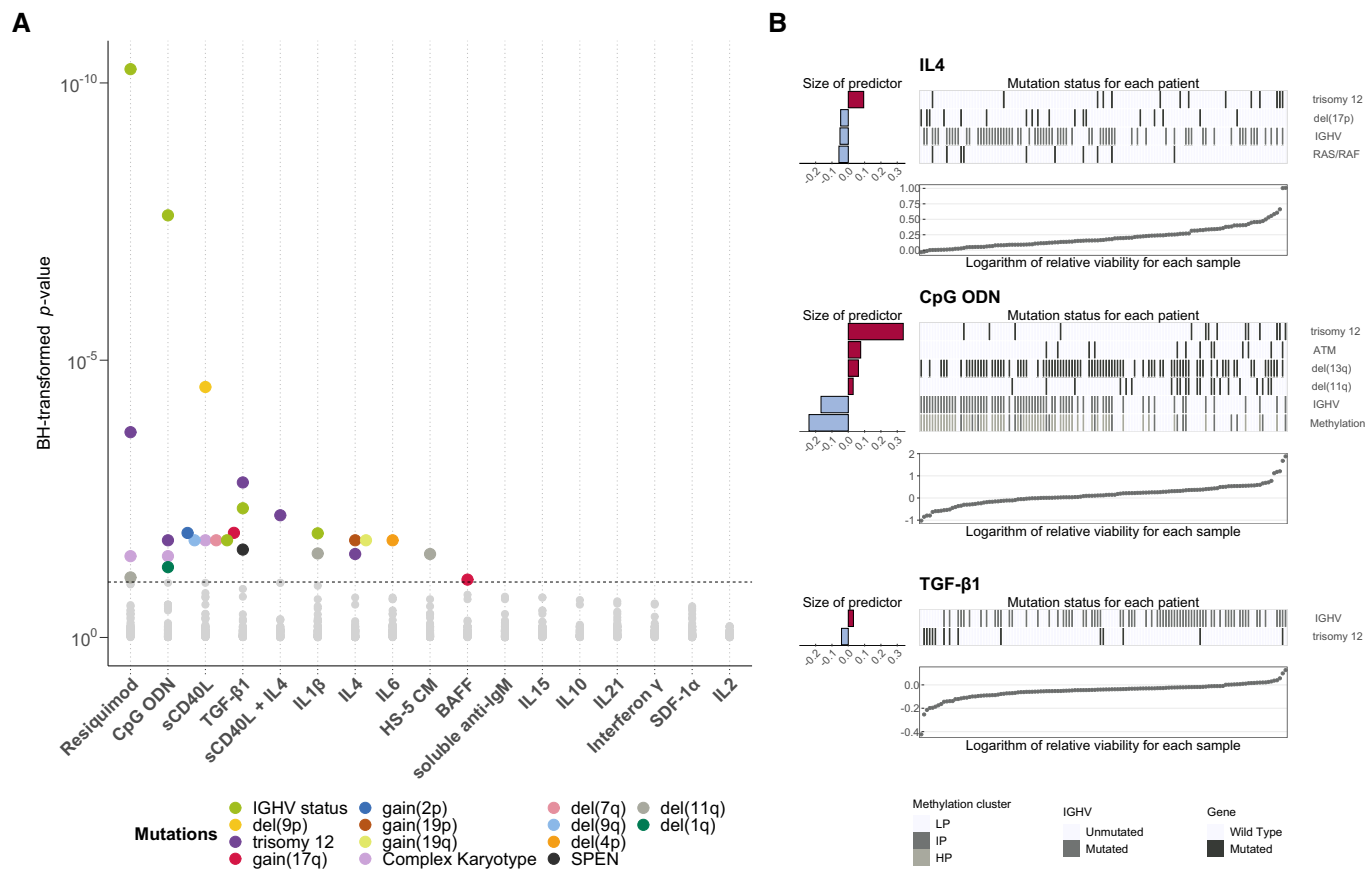 A
BH-transformed p-value
10-10
10-5
100
Resiquimod
CpG ODN
sCD40L
TGF-β1
sCD40L + IL4
IL 1β
IL4
IL6
HS-5 CM
BAFF
soluble anti-IgM
IL15
IL10
IL21
Interferon γ
SDF-1α
IL2
Mutations
IGHV status
del(9p)
trisomy 12
gain(17q)
gain(2p)
gain(19p)
gain(19q)
Complex Karyotype
del(7q)
del(9q)
del(4p)
SPEN
del(11q)
del(1q)
B
IL4
Size of predictor
Mutation status for each patient
trisomy 12
del(17p)
IGHV
RAS/RAF
-0.2
-0.1
0.0
0.1
0.2
0.3
1.00
0.75
0.50
0.25
0.00
Logarithm of relative viability for each sample
CpG ODN
Size of predictor
Mutation status for each patient
trisomy 12
ATM
del(13q)
del(11q)
IGHV
Methylation
-0.2
-0.1
0.0
0.1
0.2
0.3
2
1
0
-1
Logarithm of relative viability for each sample
TGF-β1
Size of predictor
Mutation status for each patient
IGHV
trisomy 12
-0.2
-0.1
0.0
0.1
0.2
0.3
0.0
-0.2
-0.4
Logarithm of relative viability for each sample
Methylation cluster
LP
IP
HP
IGHV
Unmutated
Mutated
Gene
Wild Type
Mutated